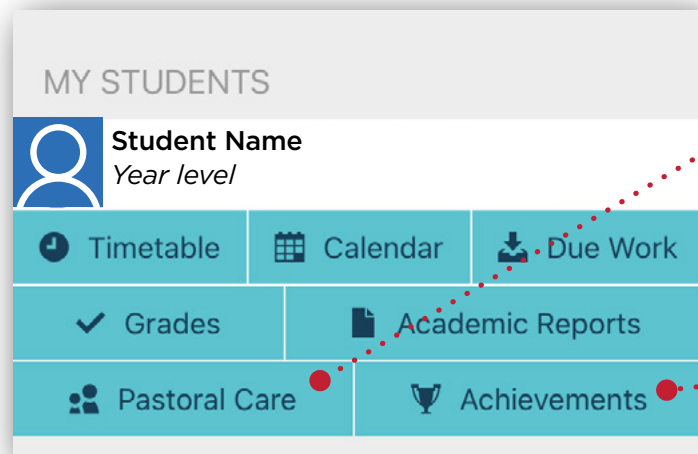 MY STUDENTS
Student Name
Year level
Timetable Calendar Due Work
Grades Academic Reports
Pastoral Care Achievements